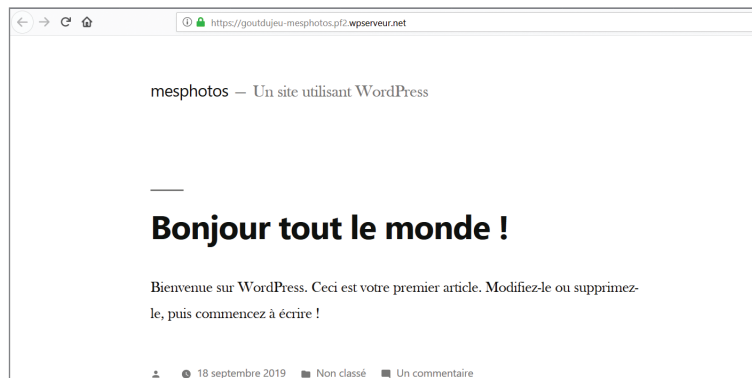 https://goutdujeu-mesphotos.pf2.wpserveur.net
mesphotos — Un site utilisant WordPress
Bonjour tout le monde !
Bienvenue sur WordPress. Ceci est votre premier article. Modifiez-le ou supprimez-
le, puis commencez à écrire !
18 septembre 2019 Non classé Un commentaire